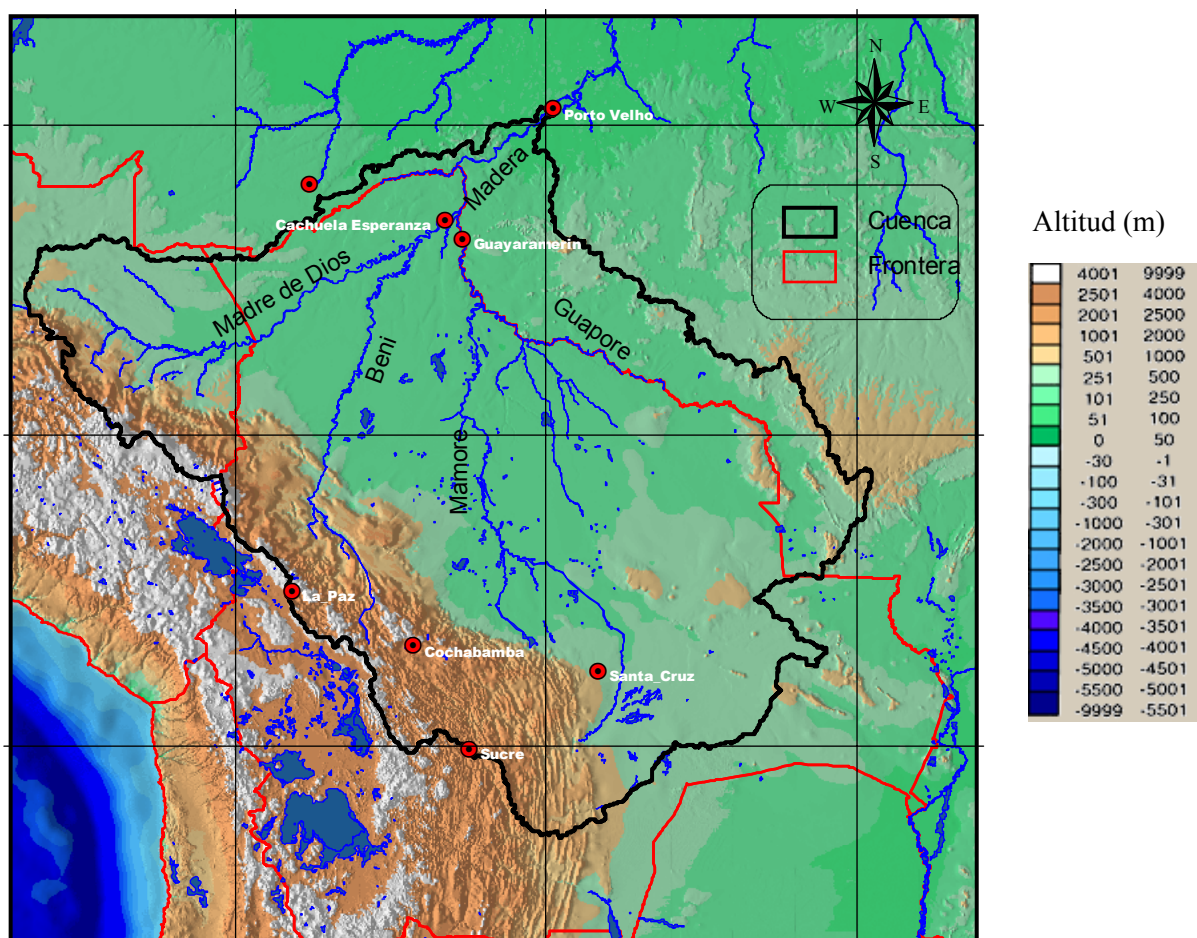 N
W E
S
Porto Velho
Madera
Cachuela Esperanza
Guayaramerin
Cuenca
Frontera
Madre de Dios
Beni
Guapore
Mamore
La_Paz
Cochabamba
Santa_Cruz
Sucre
Altitud (m)
4001 9999
2501 4000
2001 2500
1001 2000
501 1000
251 500
101 250
51 100
0 50
-30 -1
-100 -31
-300 -101
-1000 -301
-2000 -1001
-2500 -2001
-3000 -2501
-3500 -3001
-4000 -3501
-4500 -4001
-5000 -4501
-5500 -5001
-9999 -5501